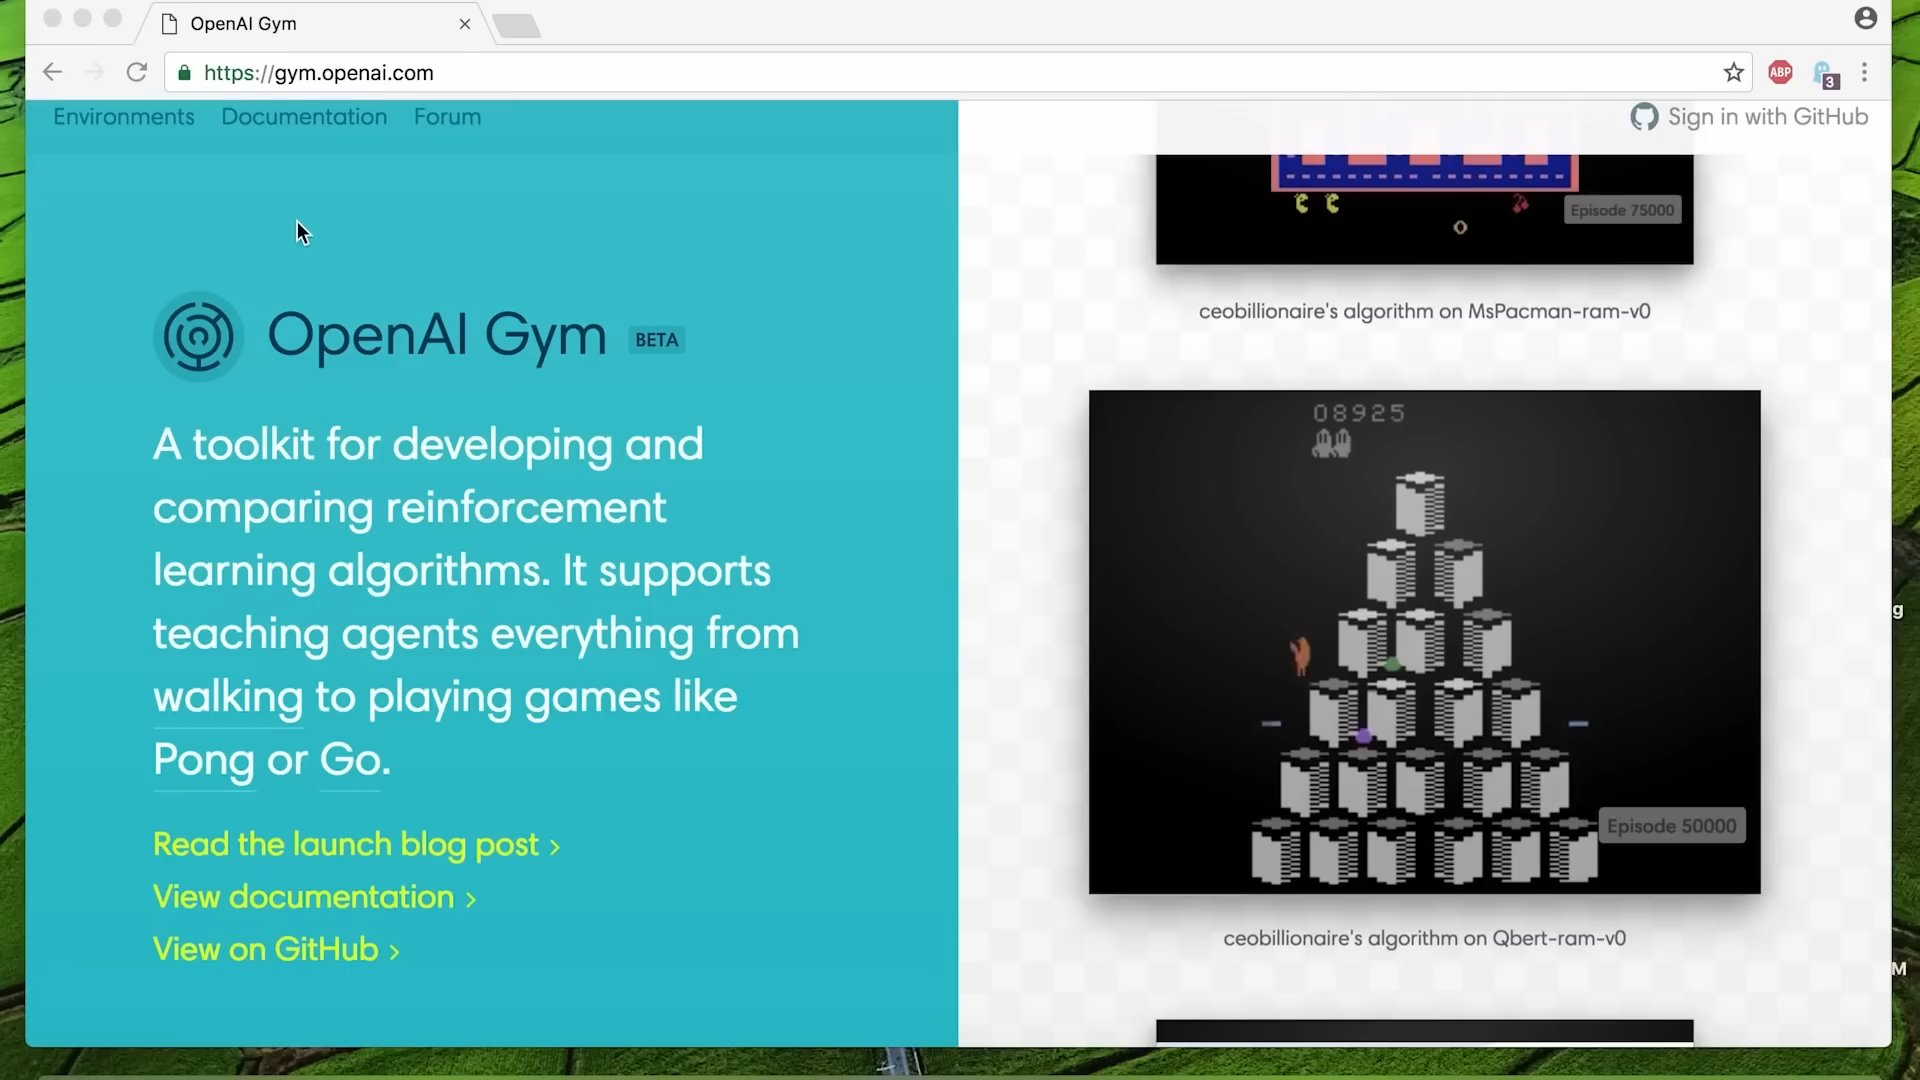 OpenAI Gym
https://gym.openai.com
ABP
3
Environments Documentation Forum
Sign in with GitHub
Episode 75000
ceobillionaire's algorithm on MsPacman-ram-v0
OpenAI Gym BETA
A toolkit for developing and
comparing reinforcement
learning algorithms. It supports
teaching agents everything from
walking to playing games like
Pong or Go.
Read the launch blog post ›
View documentation ›
View on GitHub ›
08925
Episode 50000
ceobillionaire's algorithm on Qbert-ram-v0
g
M